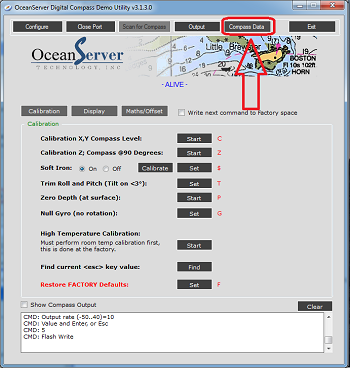 OceanServer Digital Compass Demo Utility v3.1.3.0
Configure Close Port Scan for Compass Output Compass Data Exit
OceanServer
TECHNOLOGY, INC
Little Brewster
BOSTON
Fl 10s 102ft
HORN
- ALIVE -
Calibration Display Maths/Offset Write next command to Factory space
Calibration
Calibration X,Y Compass Level: Start C
Calibration Z; Compass @90 Degrees: Start Z
Soft Iron: On Off Calibrate Set $
Trim Roll and Pitch (Tilt on <3°): Set T
Zero Depth (at surface): Start P
Null Gyro (no rotation): Set G
High Temperature Calibration:
Must perform room temp calibration first,
this is done at the factory. Start
Find current <esc> key value: Find
Restore FACTORY Defaults: Set F
Show Compass Output Clear
CMD: Output rate (-50..40)=10
CMD: Value and Enter, or Esc
CMD: 5
CMD: Flash Write